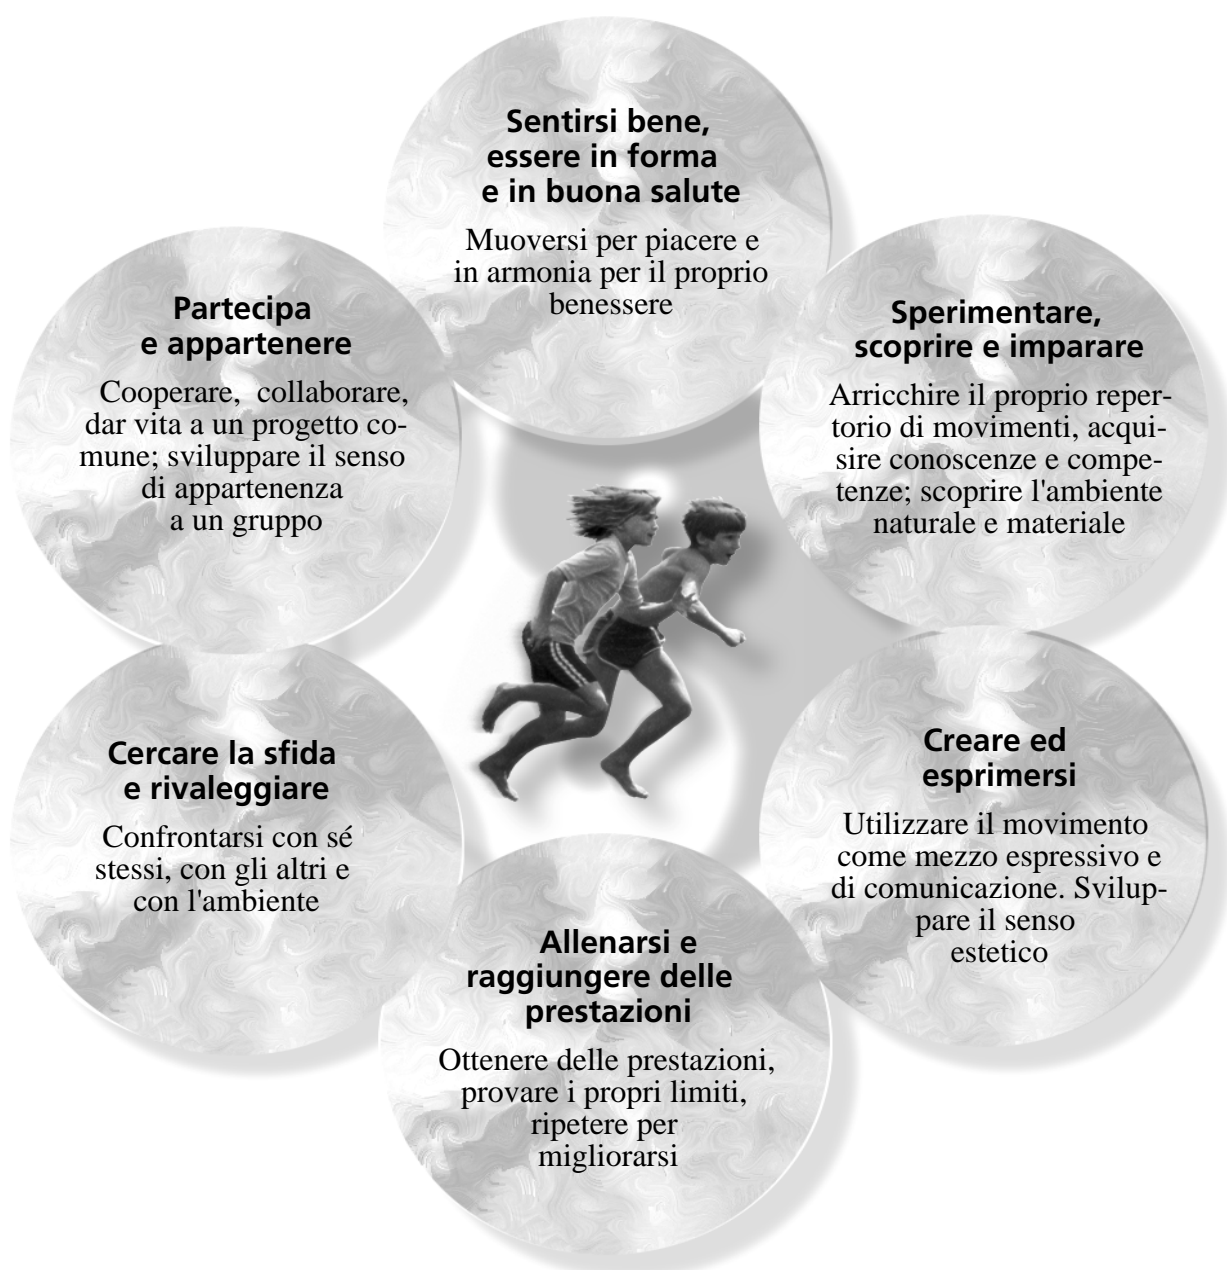 Sentirsi bene,
essere in forma
e in buona salute
Muoversi per piacere e
in armonia per il proprio
benessere
Sperimentare,
scoprire e imparare
Arricchire il proprio reper-
torio di movimenti, acqui-
sire conoscenze e compe-
tenze; scoprire l'ambiente
naturale e materiale
Creare ed
esprimersi
Utilizzare il movimento
come mezzo espressivo e
di comunicazione. Svilup-
pare il senso
estetico
Allenarsi e
raggiungere delle
prestazioni
Ottenere delle prestazioni,
provare i propri limiti,
ripetere per
migliorarsi
Cercare la sfida
e rivaleggiare
Confrontarsi con sé
stessi, con gli altri e
con l'ambiente
Partecipa
e appartenere
Cooperare, collaborare,
dar vita a un progetto co-
mune; sviluppare il senso
di appartenenza
a un gruppo